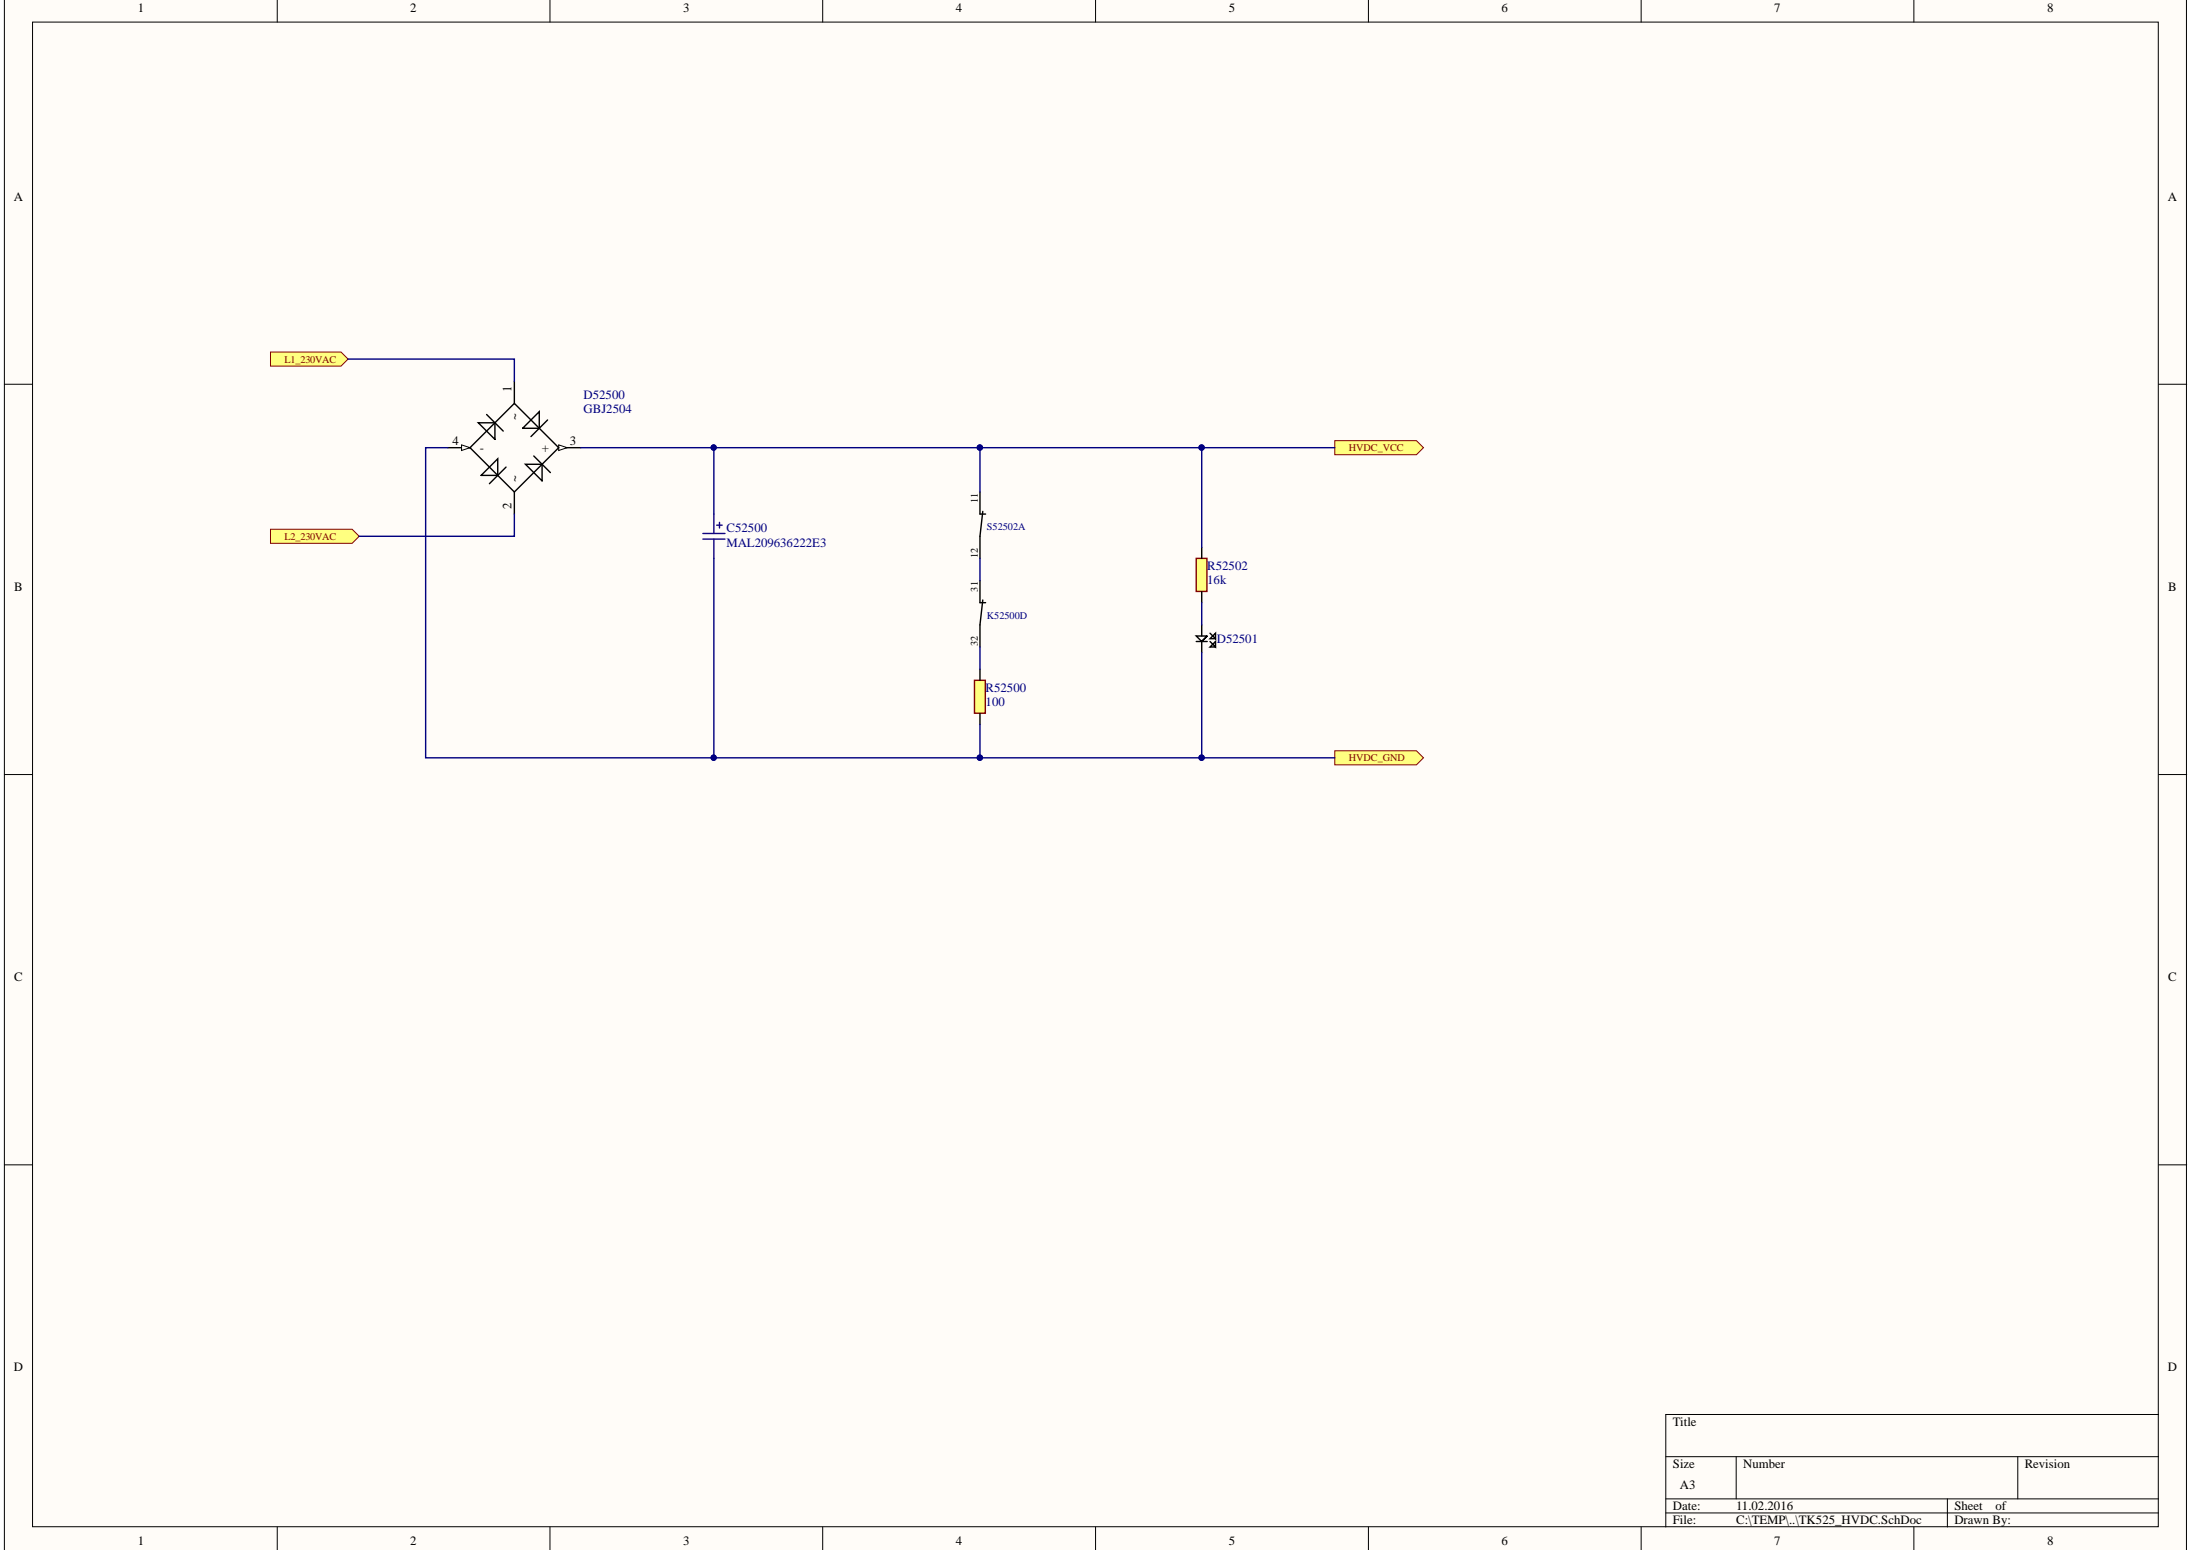 1 2 3 4 5 6 7 8
A A
L1_230VAC
D52500
GBJ2504
1
~
4 - + 3
~
2
HVDC_VCC
L2_230VAC
+ C52500
MAL209636222E3
11
S52502A
12
31
K52500D
32
R52502
16k
D52501
B B
R52500
100
HVDC_GND
C C
D D
Title
Size Number Revision
A3
Date: 11.02.2016 Sheet of
File: C:\TEMP\..\TK525_HVDC.SchDoc Drawn By:
1 2 3 4 5 6 7 8